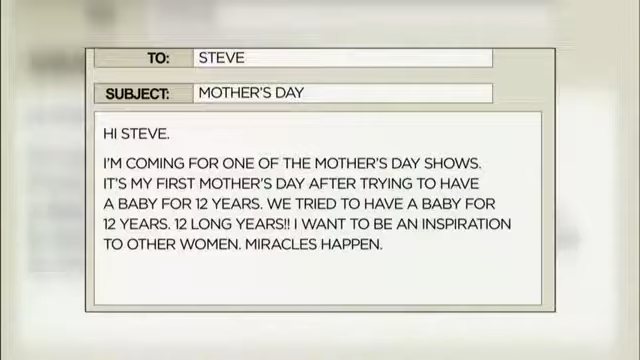 TO: STEVE
SUBJECT: MOTHER'S DAY
HI STEVE.
I'M COMING FOR ONE OF THE MOTHER'S DAY SHOWS.
IT'S MY FIRST MOTHER'S DAY AFTER TRYING TO HAVE
A BABY FOR 12 YEARS. WE TRIED TO HAVE A BABY FOR
12 YEARS. 12 LONG YEARS!! I WANT TO BE AN INSPIRATION
TO OTHER WOMEN. MIRACLES HAPPEN.